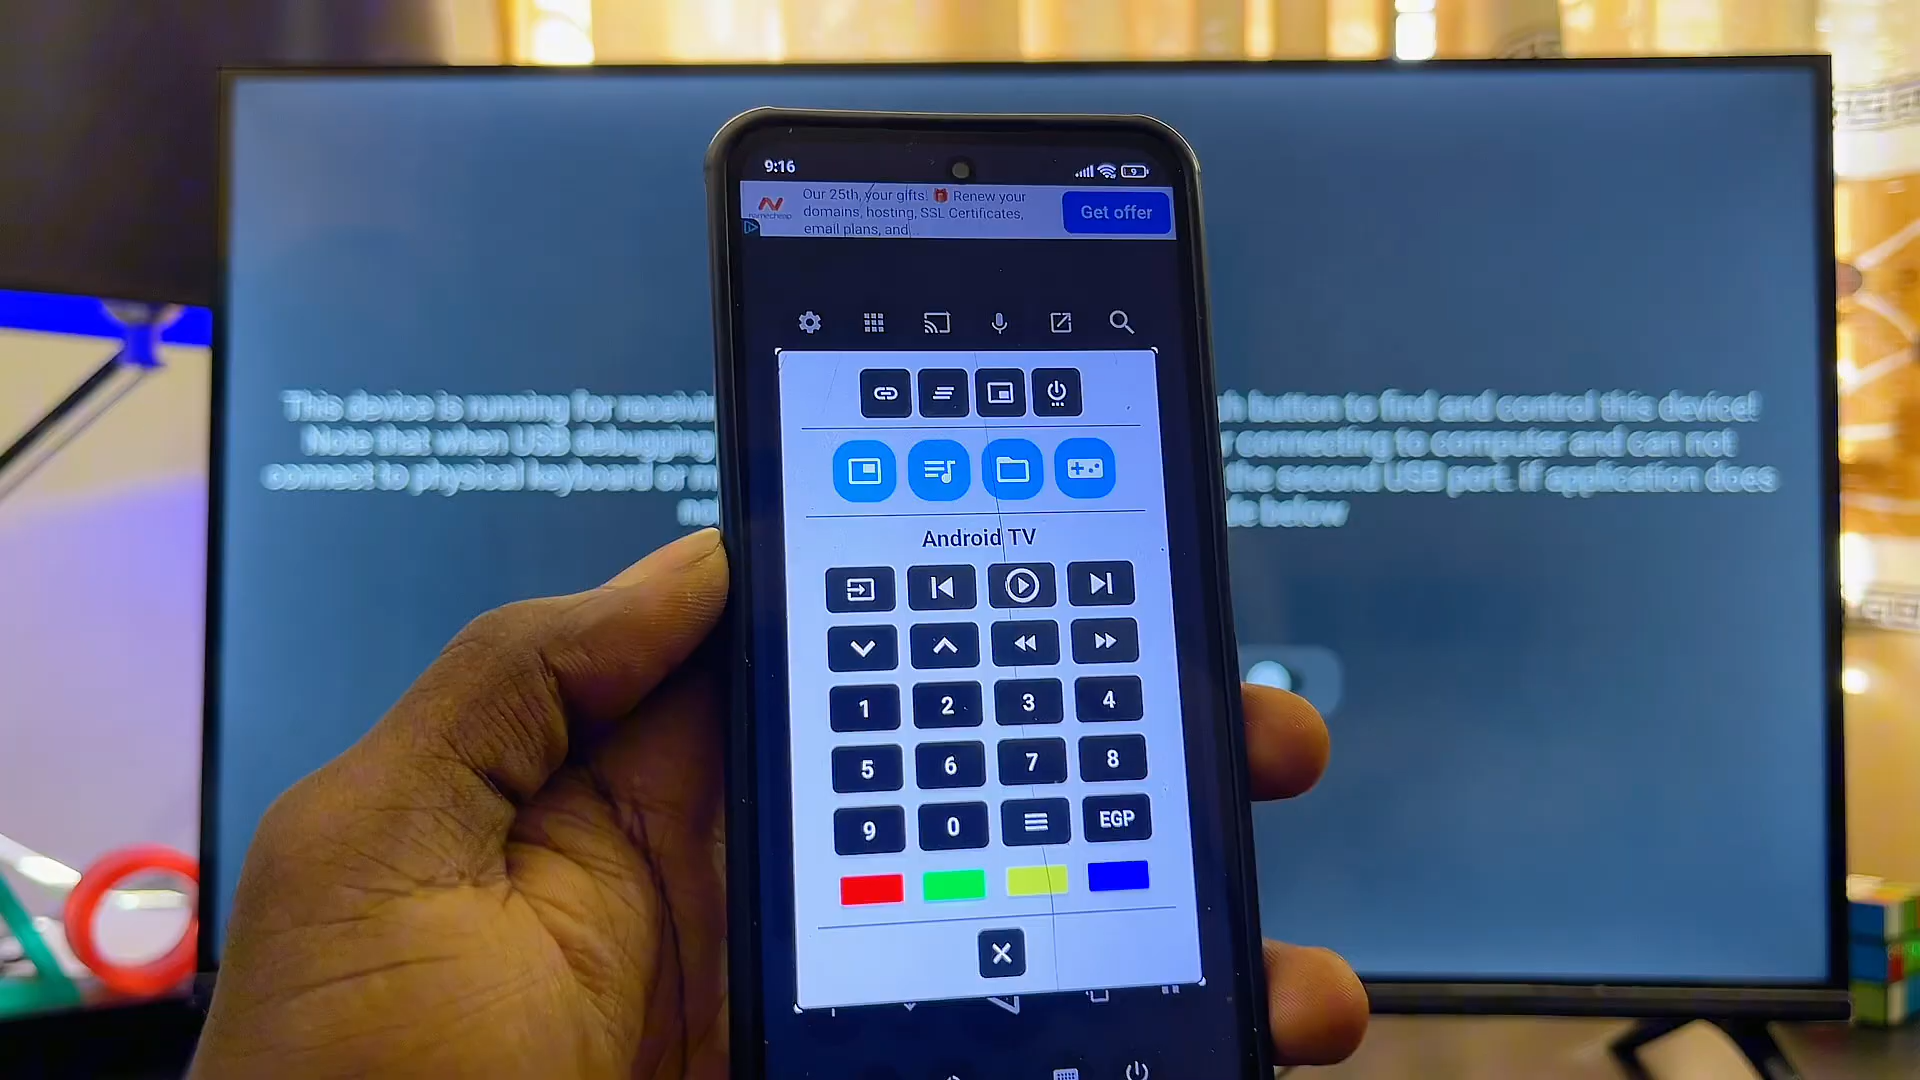 9:16
9
namecheap
Our 25th, your gifts! 🎁 Renew your
domains, hosting, SSL Certificates,
email plans, and...
Get offer
This device is running for receivi
h button to find and control this device!
Note that when USB debugging
connecting to computer and can not
connect to physical keyboard or m
the second USB port. if application does
below
Android TV
1 2 3 4
5 6 7 8
9 0 EGP